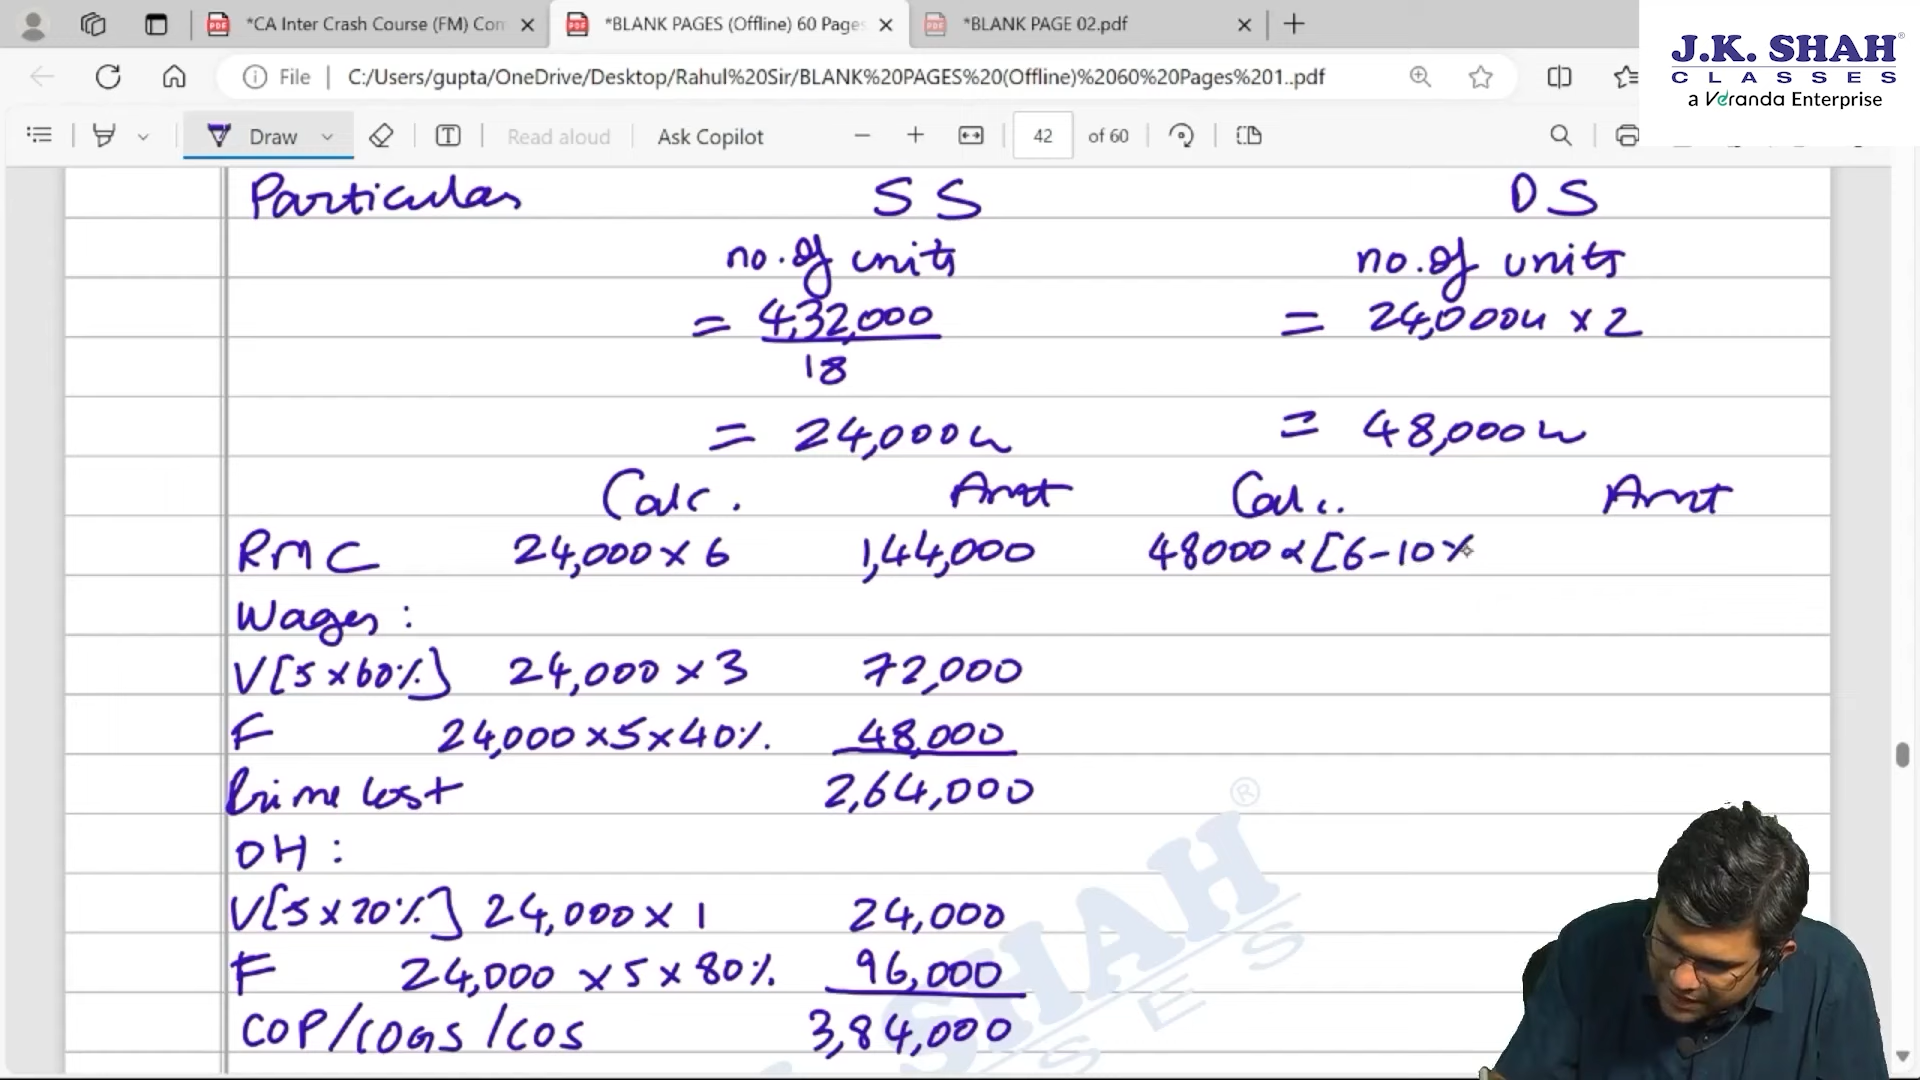 *CA Inter Crash Course (FM) Con
*BLANK PAGES (Offline) 60 Pages
*BLANK PAGE 02.pdf
File
C:/Users/gupta/OneDrive/Desktop/Rahul%20Sir/BLANK%20PAGES%20(Offline)%2060%20Pages%201..pdf
J.K. SHAH®
CLASSES
a Veranda Enterprise
Draw
Read aloud
Ask Copilot
42 of 60
Particulas SS DS
no. of units no. of units
= 4,32,000 = 24,000u × 2
18
= 24,000u = 48,000u
Calc. Amt Calc. Amt
RMC 24,000 × 6 1,44,000 48000 × [6-10%
Wages :
V[5×60%] 24,000 × 3 72,000
F 24,000 × 5 × 40% 48,000
Prime Cost 2,64,000
OH :
V[5×20%] 24,000 × 1 24,000
F 24,000 × 5 × 80% 96,000
COP/COGS/COS 3,84,000
SHAH ®